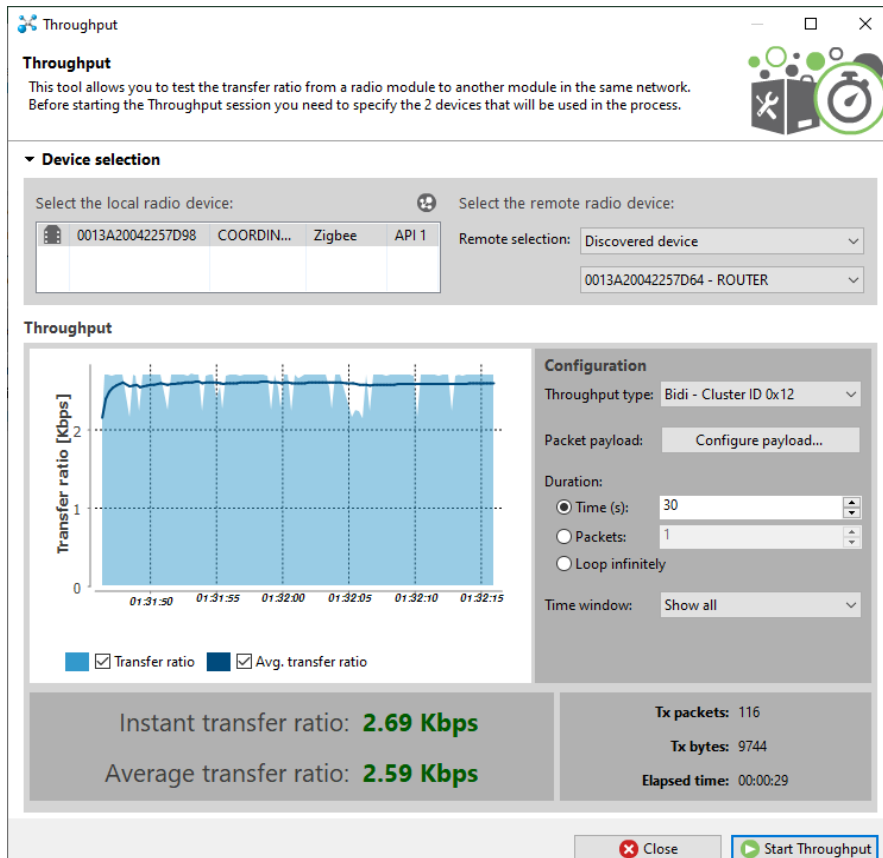 Throughput
Throughput
This tool allows you to test the transfer ratio from a radio module to another module in the same network.
Before starting the Throughput session you need to specify the 2 devices that will be used in the process.
Device selection
Select the local radio device:
0013A20042257D98 COORDIN... Zigbee API 1
Select the remote radio device:
Remote selection: Discovered device
0013A20042257D64 - ROUTER
Throughput
Transfer ratio [Kbps]
2
1
0
01:31:50 01:31:55 01:32:00 01:32:05 01:32:10 01:32:15
Transfer ratio Avg. transfer ratio
Configuration
Throughput type: Bidi - Cluster ID 0x12
Packet payload: Configure payload...
Duration:
Time (s): 30
Packets: 1
Loop infinitely
Time window: Show all
Instant transfer ratio: 2.69 Kbps
Average transfer ratio: 2.59 Kbps
Tx packets: 116
Tx bytes: 9744
Elapsed time: 00:00:29
Close Start Throughput